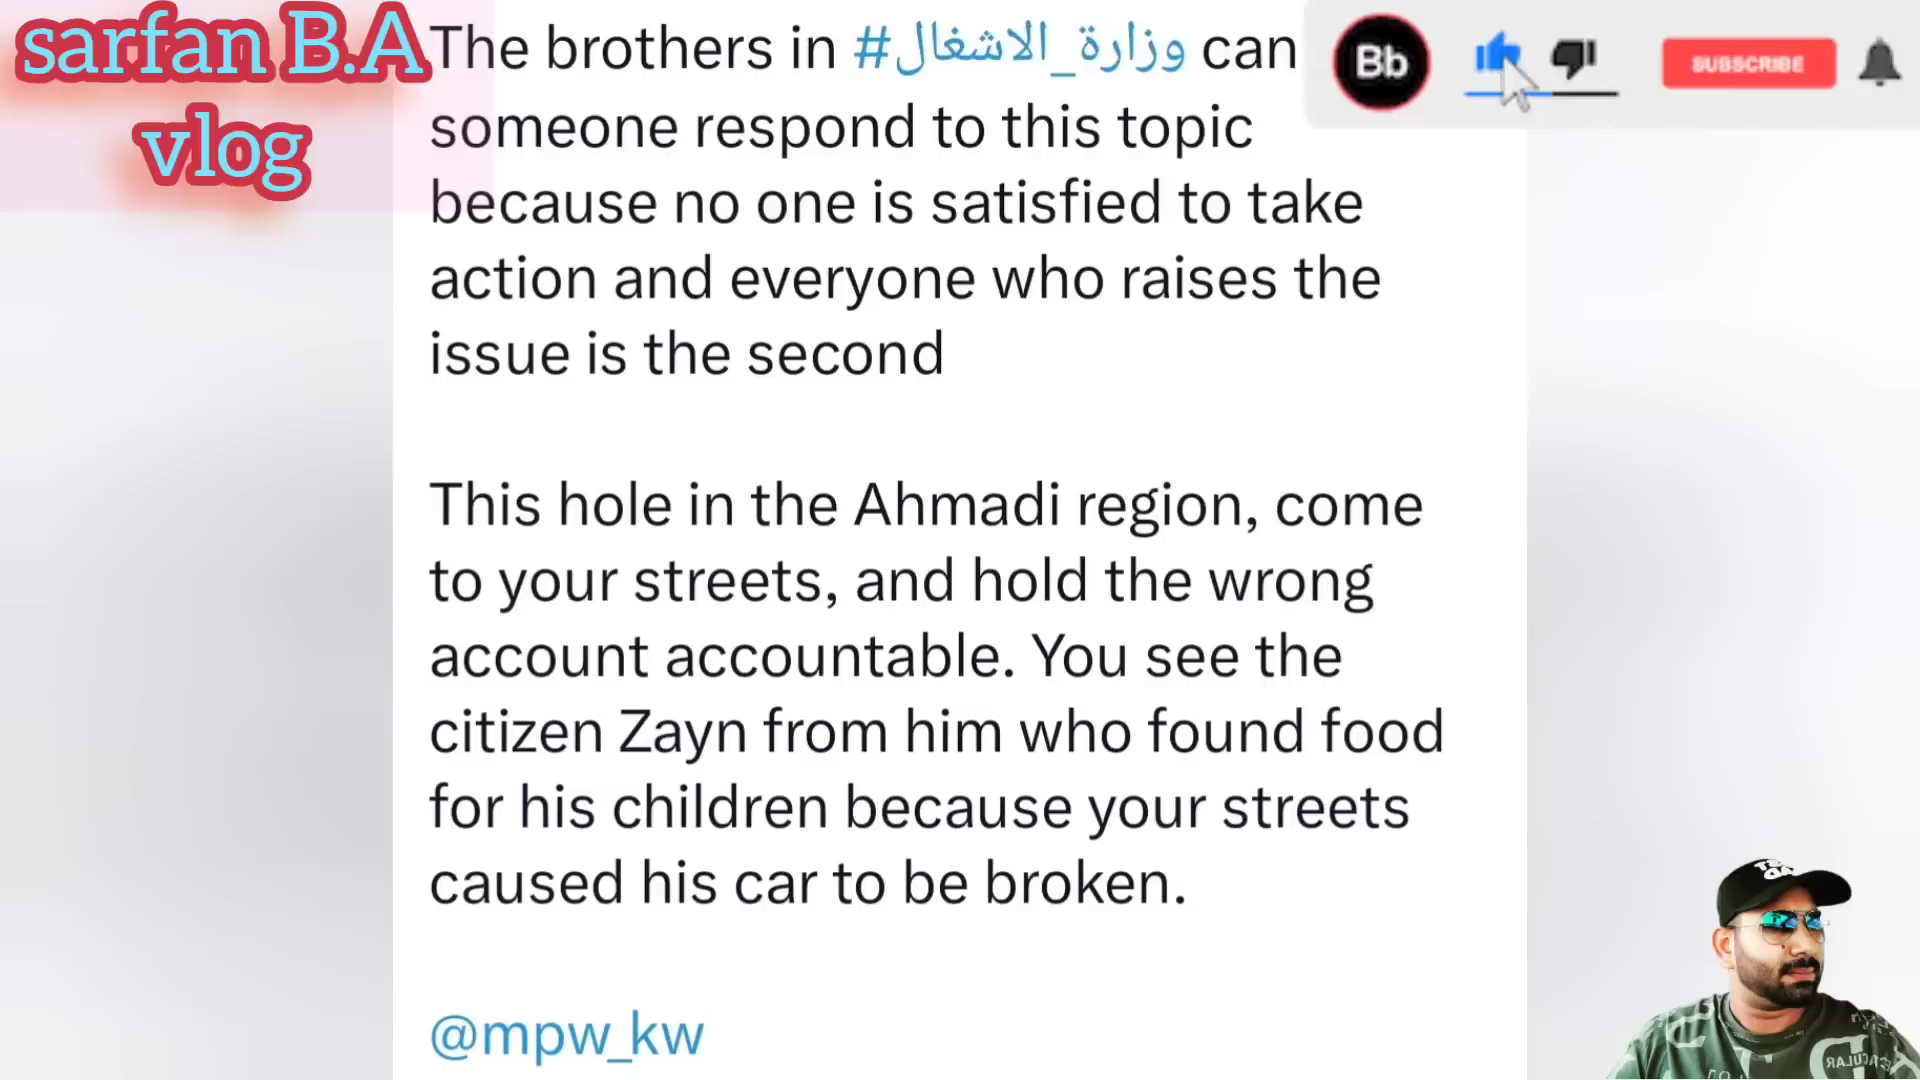 sarfan B.A
vlog
The brothers in #وزارة_الاشغال can
someone respond to this topic
because no one is satisfied to take
action and everyone who raises the
issue is the second
This hole in the Ahmadi region, come
to your streets, and hold the wrong
account accountable. You see the
citizen Zayn from him who found food
for his children because your streets
caused his car to be broken.
@mpw_kw
Bb
SUBSCRIBE